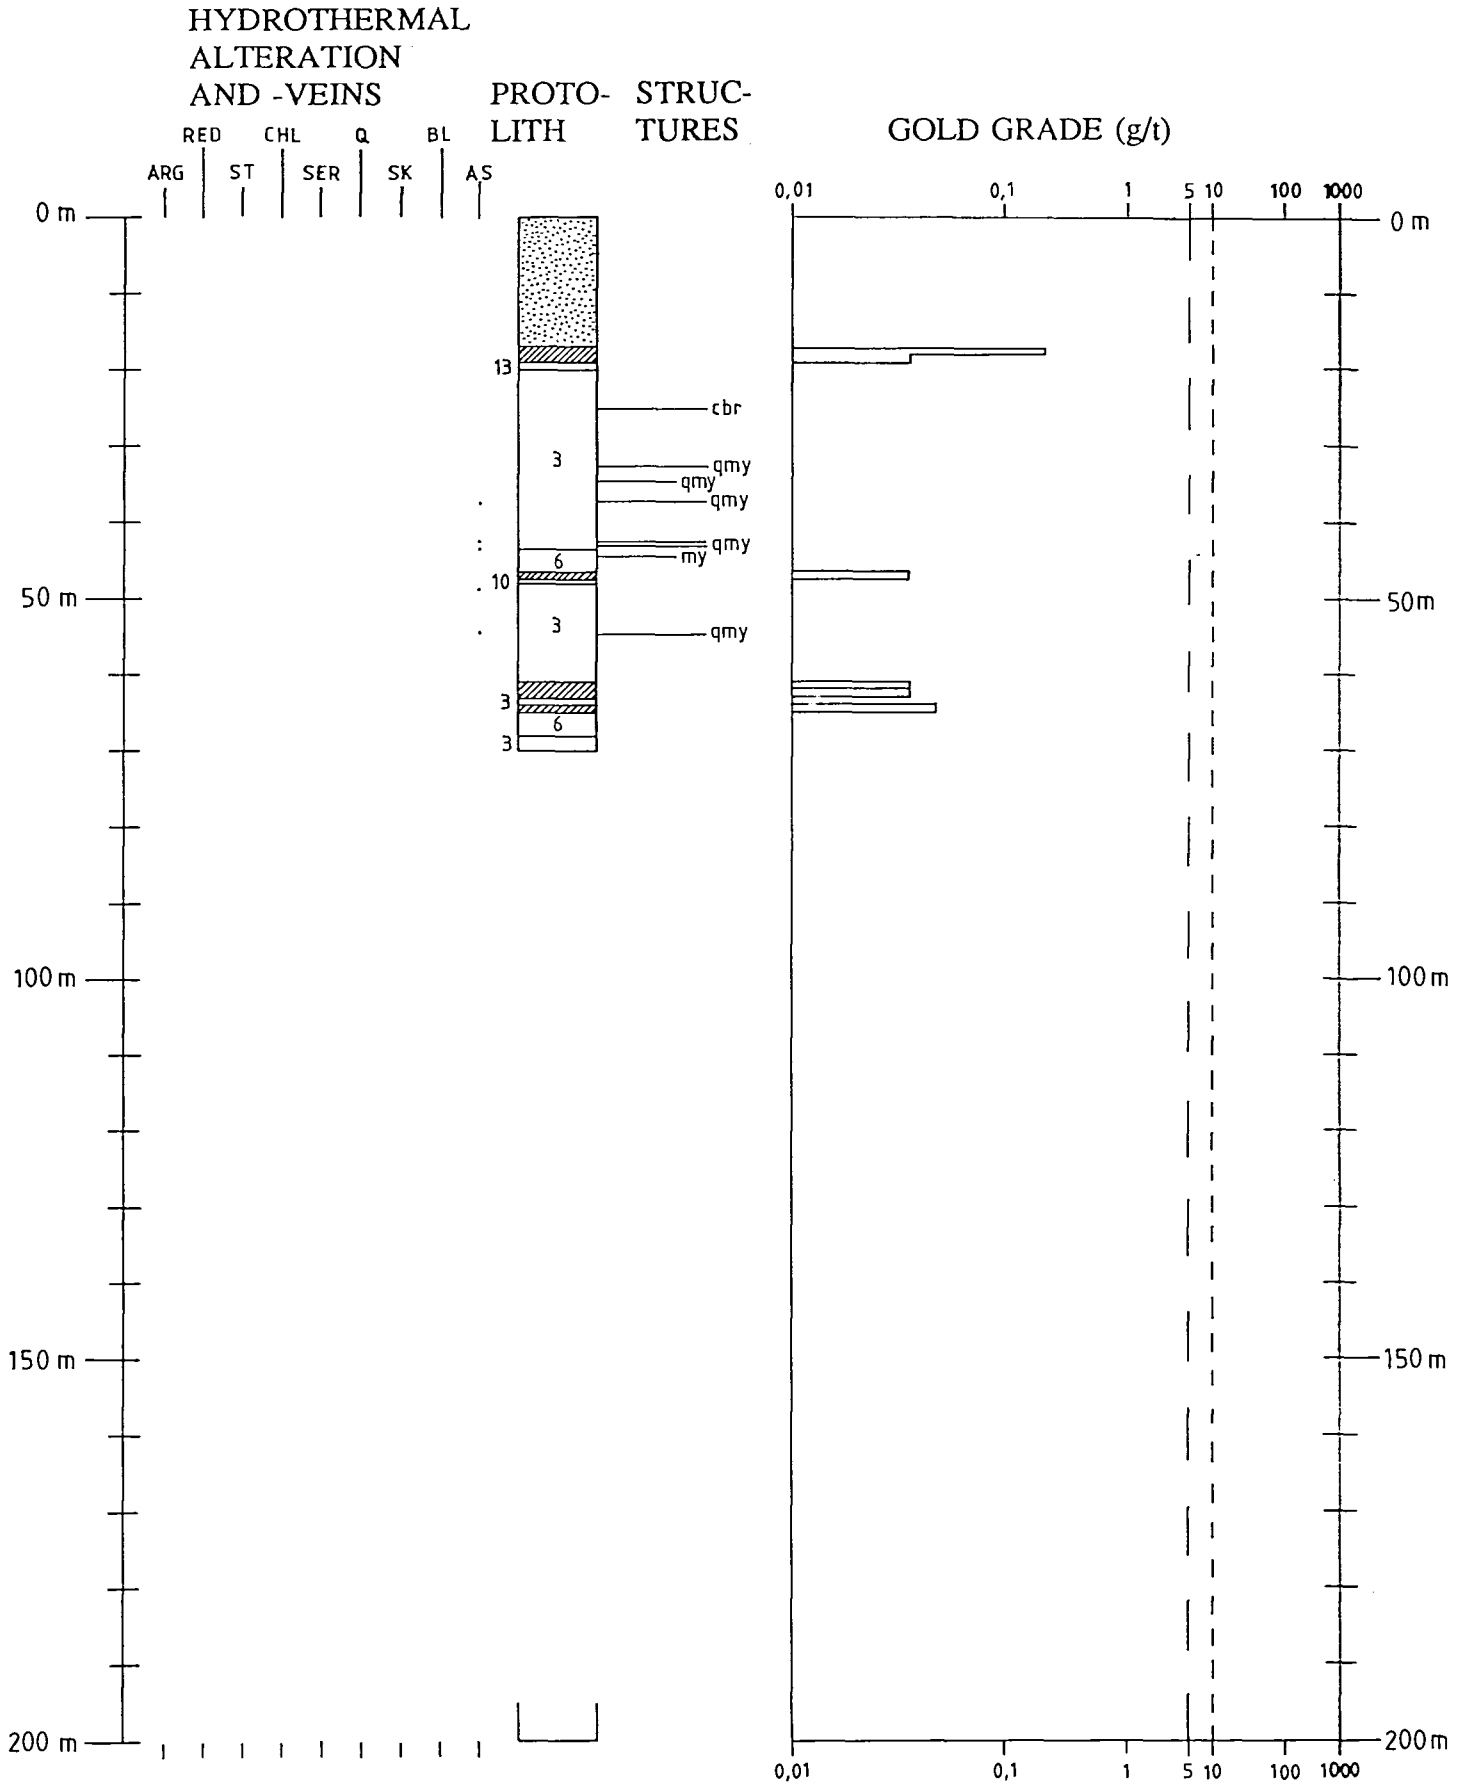 HYDROTHERMAL
ALTERATION
AND -VEINS
PROTO-
LITH
STRUC-
TURES
GOLD GRADE (g/t)
RED CHL Q BL
ARG ST SER SK AS
0,01 0,1 1 5 10 100 1000
0 m
0 m
13
cbr
3
qmy
qmy
qmy
qmy
my
6
10
50 m
50m
3
qmy
3
6
3
100 m
100 m
150 m
150 m
200 m
200m
0,01 0,1 1 5 10 100 1000